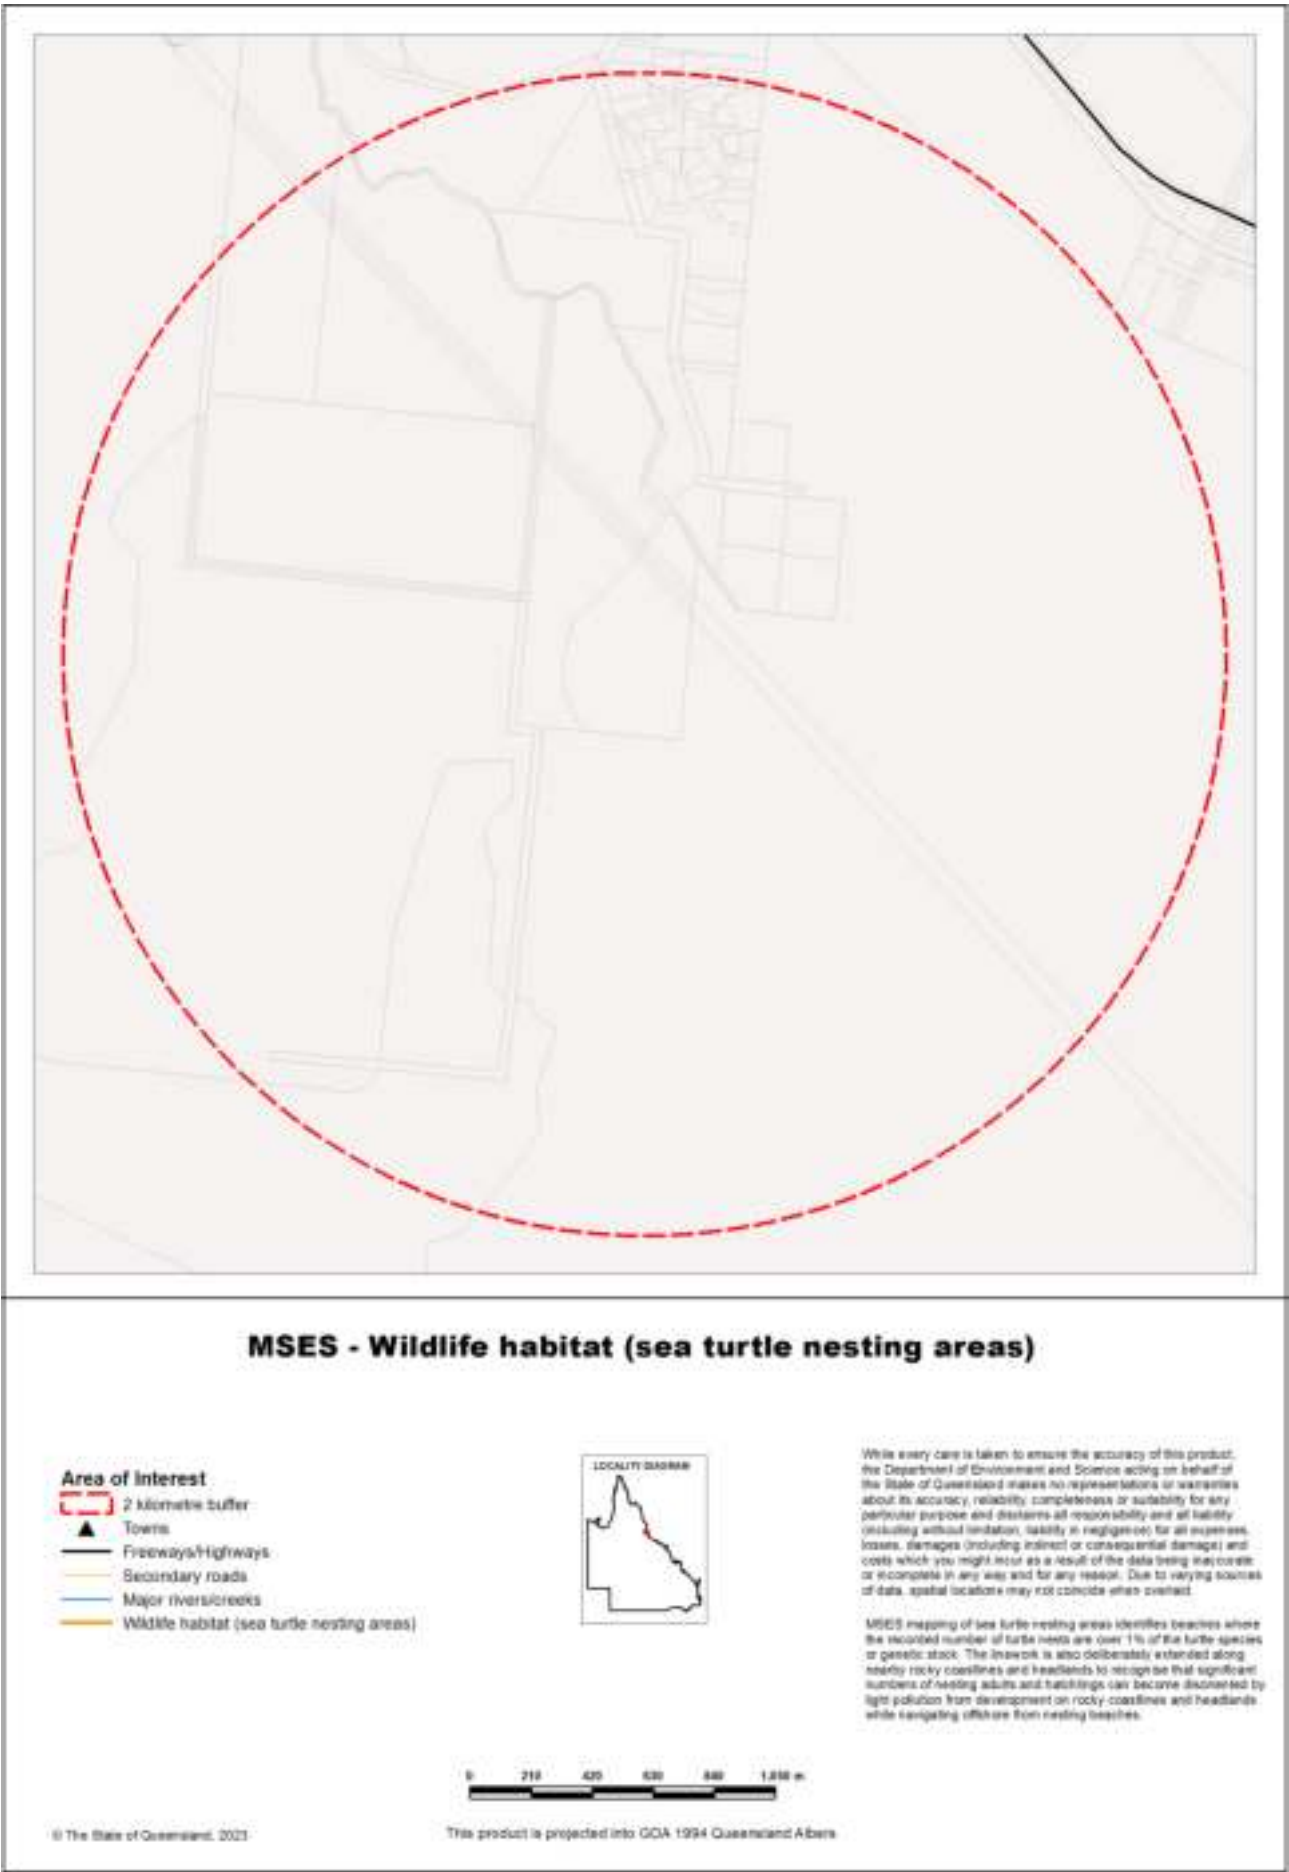 MSES - Wildlife habitat (sea turtle nesting areas)
Area of Interest
2 kilometre buffer
Towns
Freeways/Highways
Secondary roads
Major rivers/creeks
Wildlife habitat (sea turtle nesting areas)
LOCALITY DIAGRAM
While every care is taken to ensure the accuracy of this product,
the Department of Environment and Science acting on behalf of
the State of Queensland makes no representations or warranties
about its accuracy, reliability, completeness or suitability for any
particular purpose and disclaims all responsibility and all liability
(including without limitation, liability in negligence) for all expenses,
losses, damages (including indirect or consequential damage) and
costs which you might incur as a result of the data being inaccurate
or incomplete in any way and for any reason. Due to varying sources
of data, spatial locations may not coincide when overlaid.
MSES mapping of sea turtle nesting areas identifies beaches where
the recorded number of turtle nests are over 1% of the turtle species
or genetic stock. The linework is also deliberately extended along
nearby rocky coastlines and headlands to recognise that significant
numbers of nesting adults and hatchlings can become disoriented by
light pollution from development on rocky coastlines and headlands
while navigating offshore from nesting beaches.
0 210 420 630 840 1,050 m
© The State of Queensland, 2023
This product is projected into GDA 1994 Queensland Albers